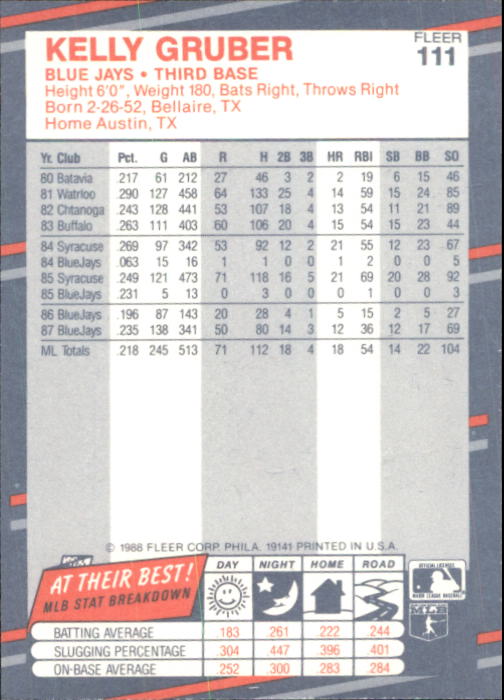 KELLY GRUBER
FLEER
111
BLUE JAYS • THIRD BASE
Height 6'0", Weight 180, Bats Right, Throws Right
Born 2-26-52, Bellaire, TX
Home Austin, TX
Yr. Club Pct. G AB R H 2B 3B HR RBI SB BB SO
80 Batavia .217 61 212 27 46 3 2 2 19 6 15 46
81 Watrloo .290 127 458 64 133 25 4 14 59 15 24 85
82 Chtanoga .243 128 441 53 107 18 4 13 54 11 21 89
83 Buffalo .263 111 403 60 106 20 4 15 54 15 23 44
84 Syracuse .269 97 342 53 92 12 2 21 55 12 23 67
84 BlueJays .063 15 16 1 1 0 0 1 2 0 0 5
85 Syracuse .249 121 473 71 118 16 5 21 69 20 28 92
85 BlueJays .231 5 13 0 3 0 0 0 1 0 0 3
86 BlueJays .196 87 143 20 28 4 1 5 15 2 5 27
87 BlueJays .235 138 341 50 80 14 3 12 36 12 17 69
ML Totals .218 245 513 71 112 18 4 18 54 14 22 104
© 1988 FLEER CORP. PHILA. 19141 PRINTED IN U.S.A.
AT THEIR BEST!
MLB STAT BREAKDOWN
DAY NIGHT HOME ROAD
BATTING AVERAGE .183 .261 .222 .244
SLUGGING PERCENTAGE .304 .447 .396 .401
ON-BASE AVERAGE .252 .300 .283 .284
OFFICIAL LICENSEE
MAJOR LEAGUE BASEBALL